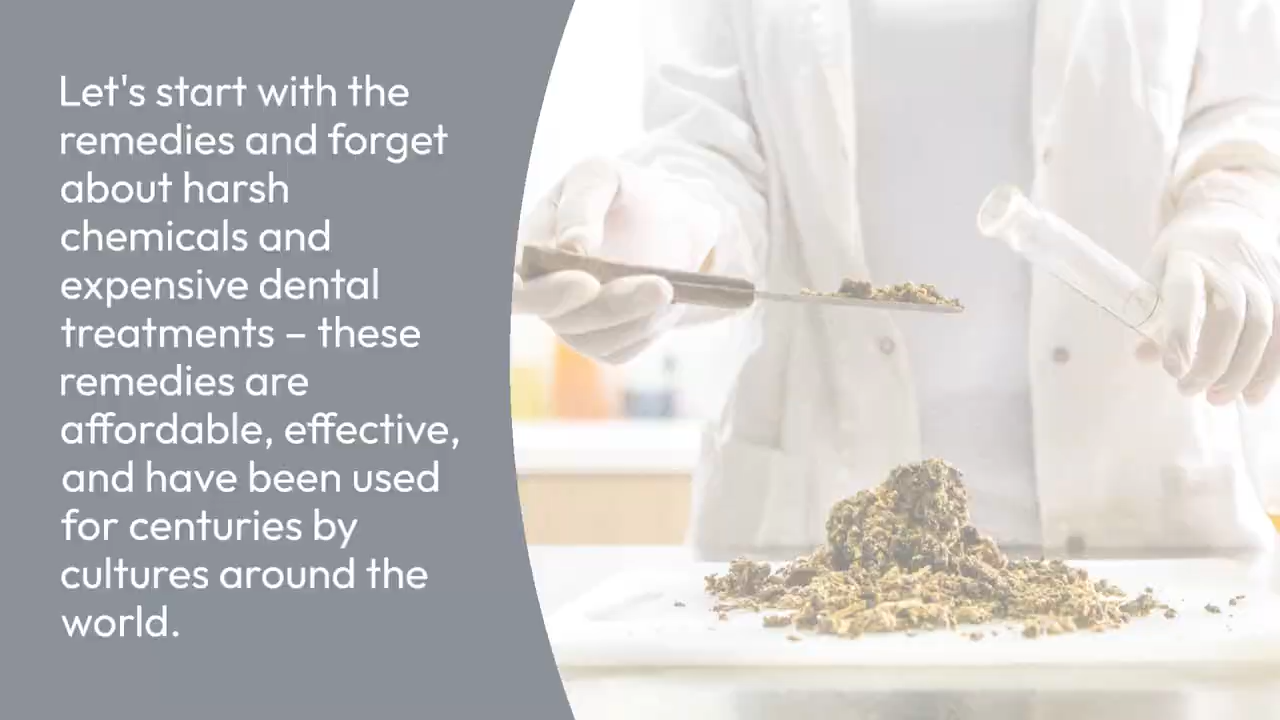 Let's start with the
remedies and forget
about harsh
chemicals and
expensive dental
treatments – these
remedies are
affordable, effective,
and have been used
for centuries by
cultures around the
world.